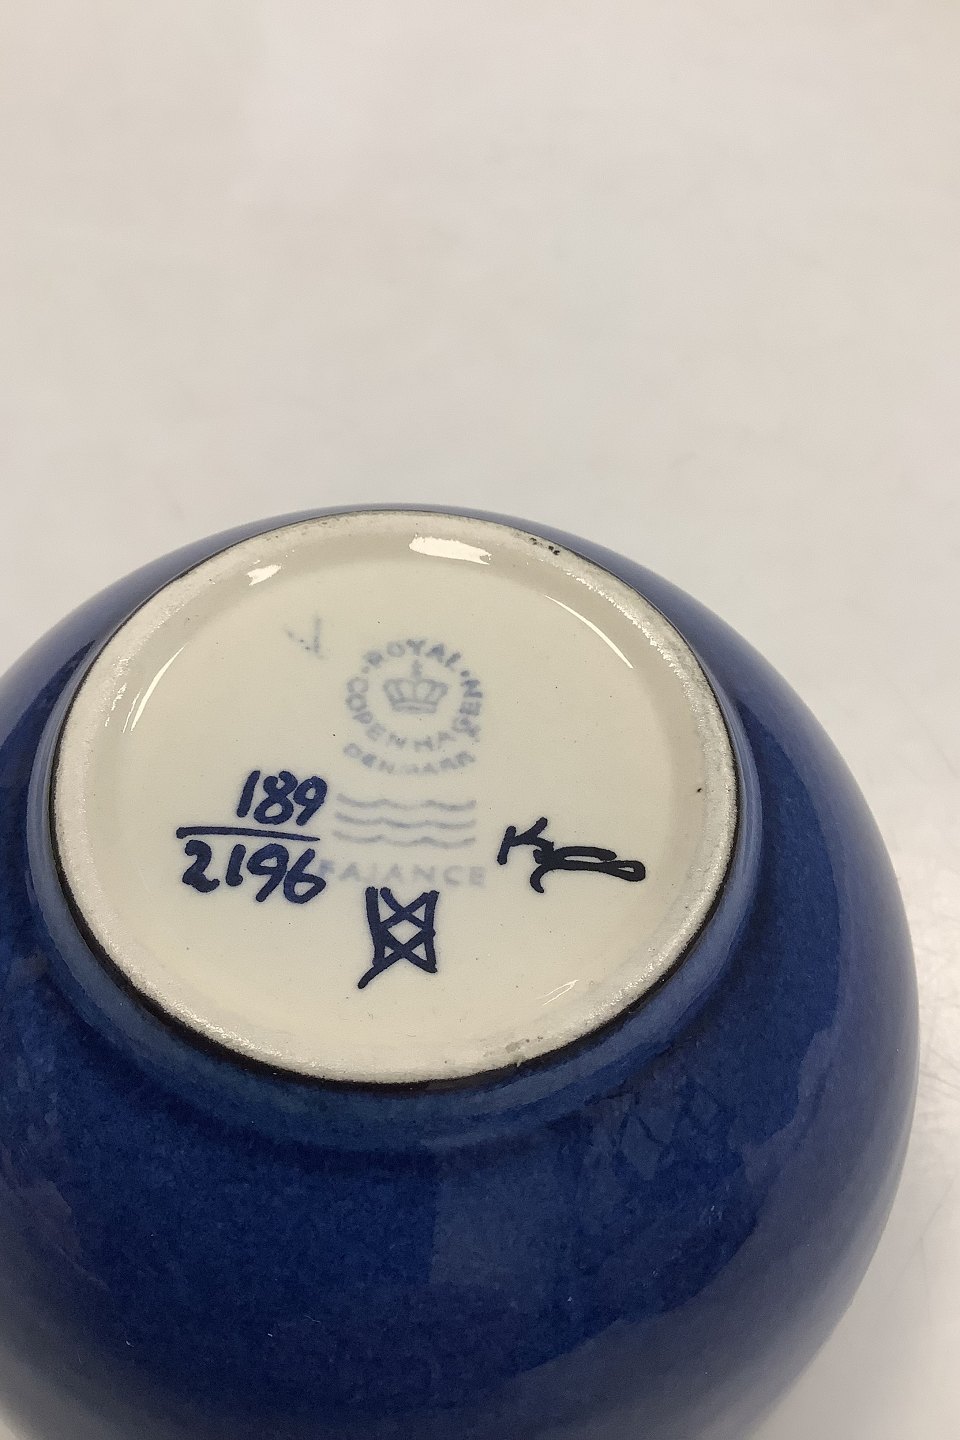 ROYAL
COPENHAGEN
DENMARK
189
2196
FAJANCE